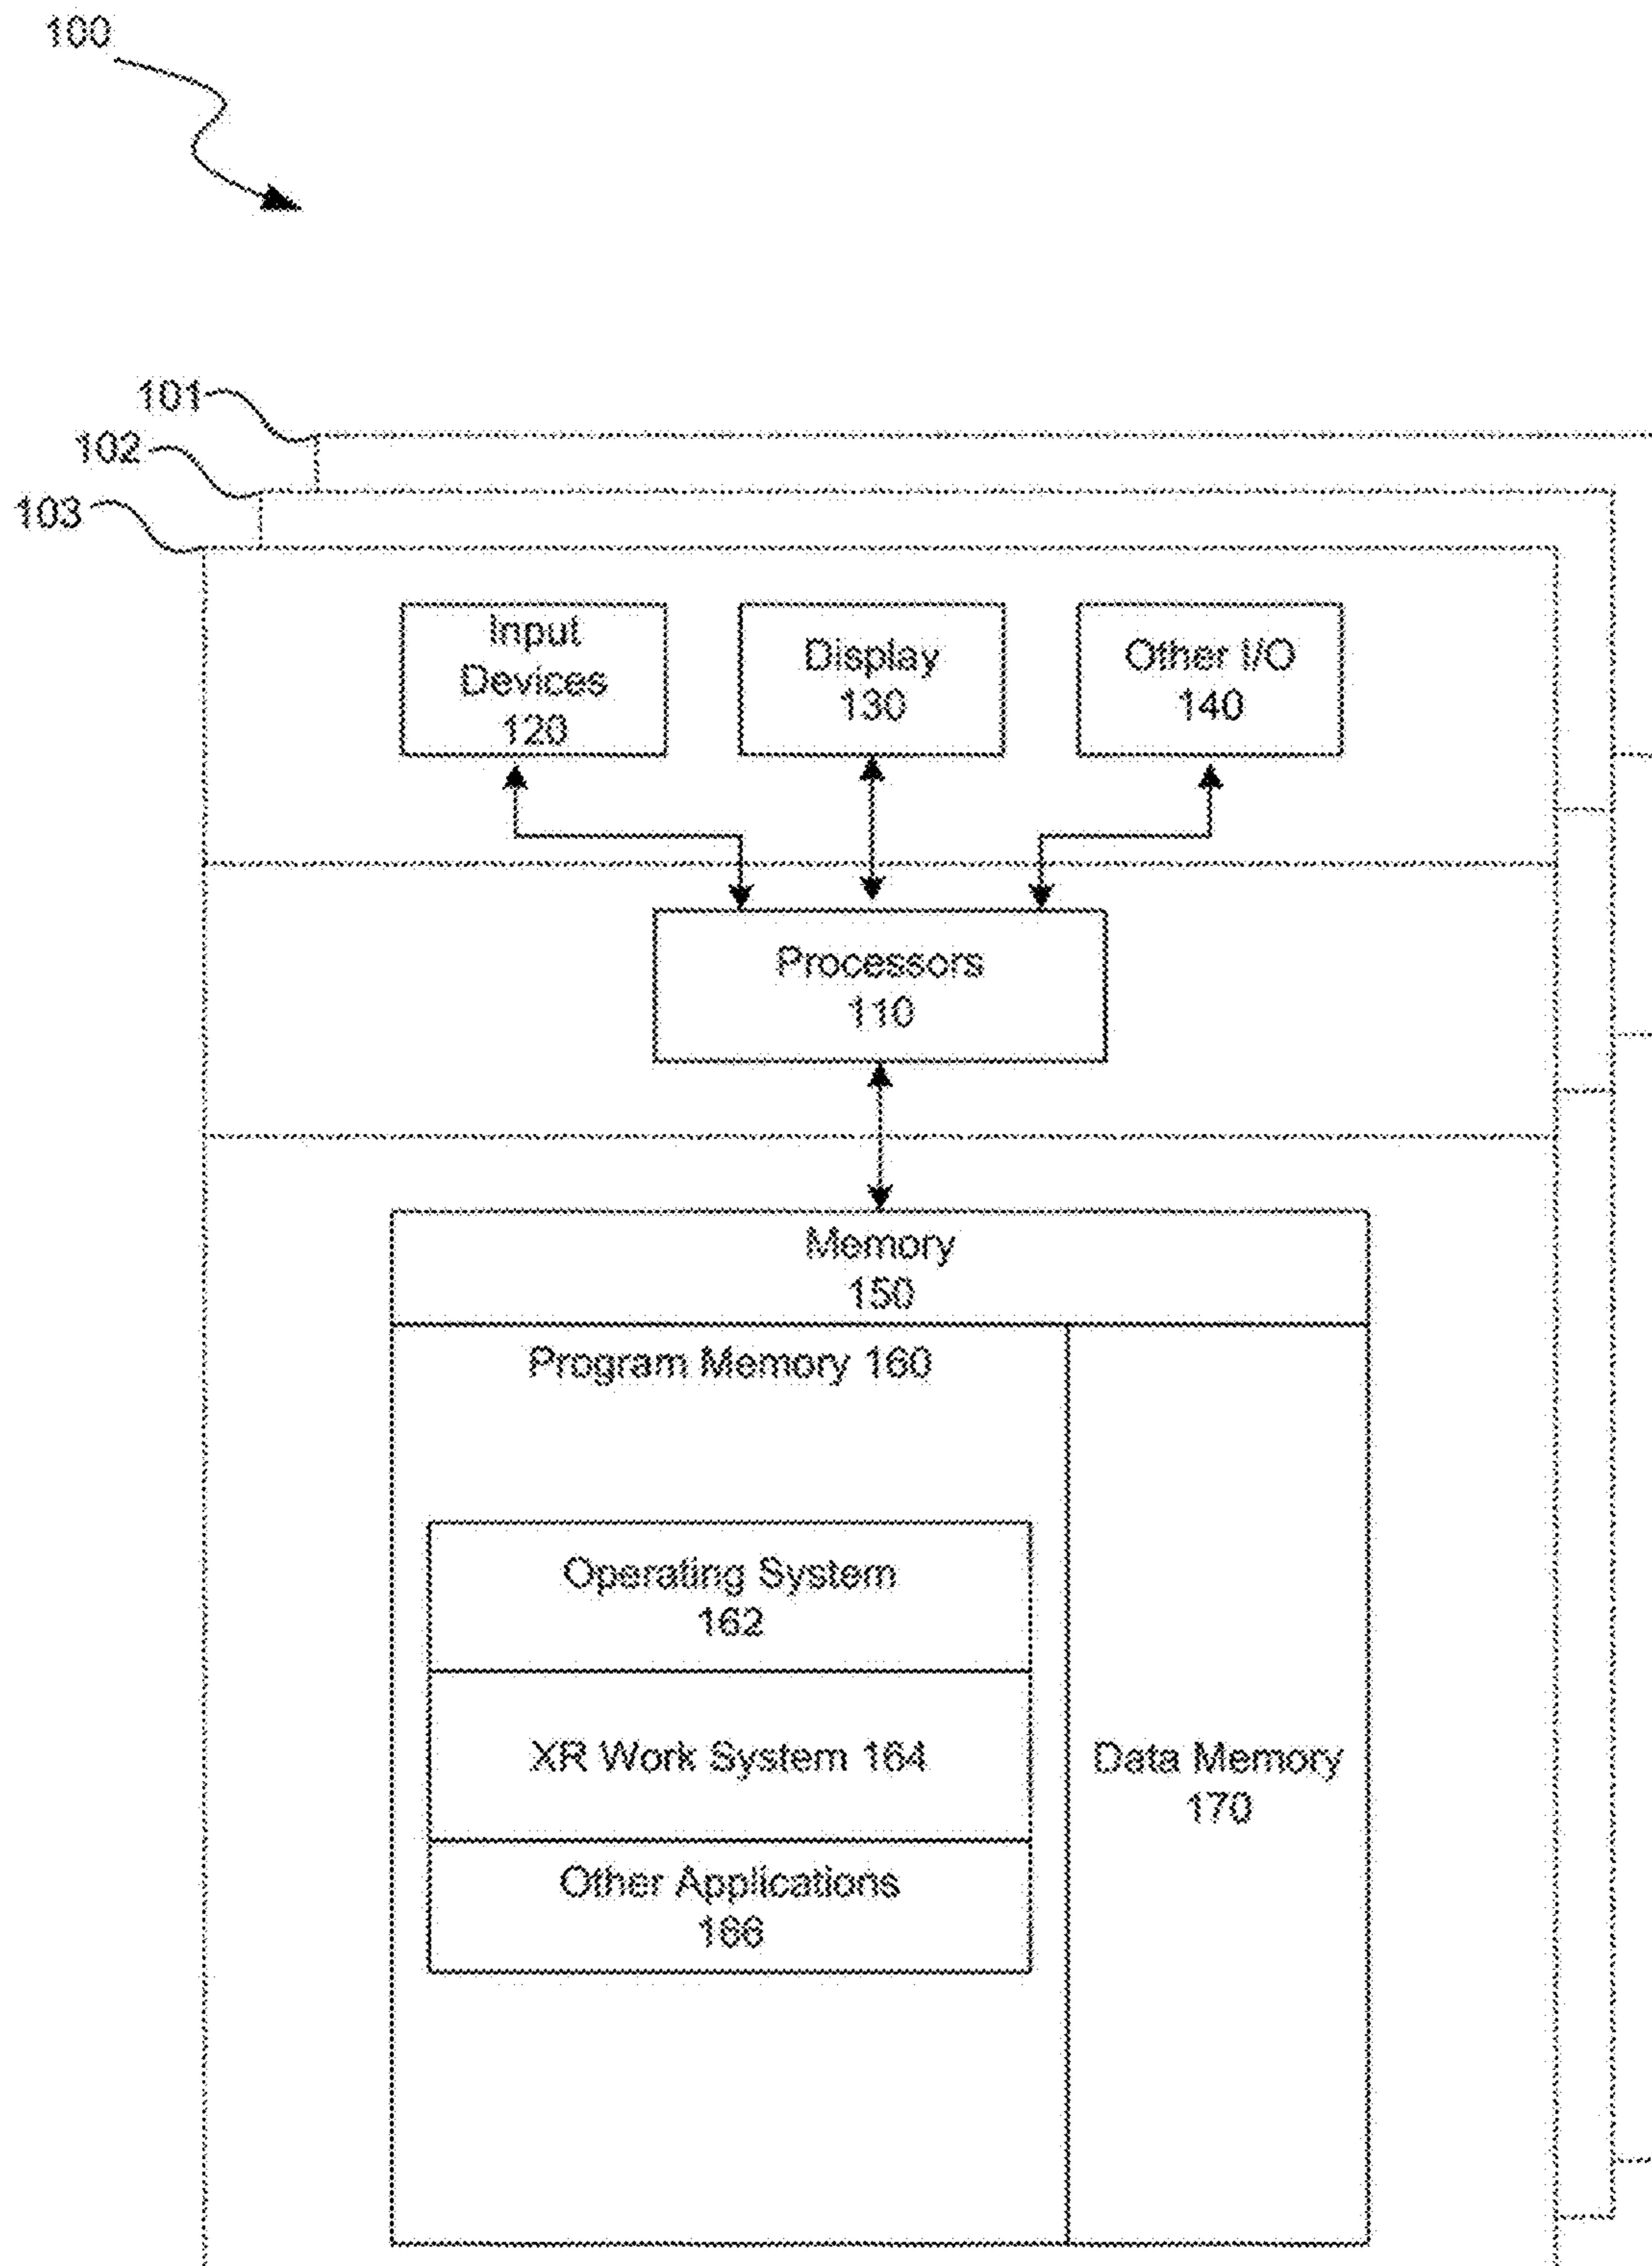 100
101
102
103
Input
Devices
120
Display
130
Other I/O
140
Processors
110
Memory
150
Program Memory 160
Operating System
162
XR Work System 164
Other Applications
166
Data Memory
170